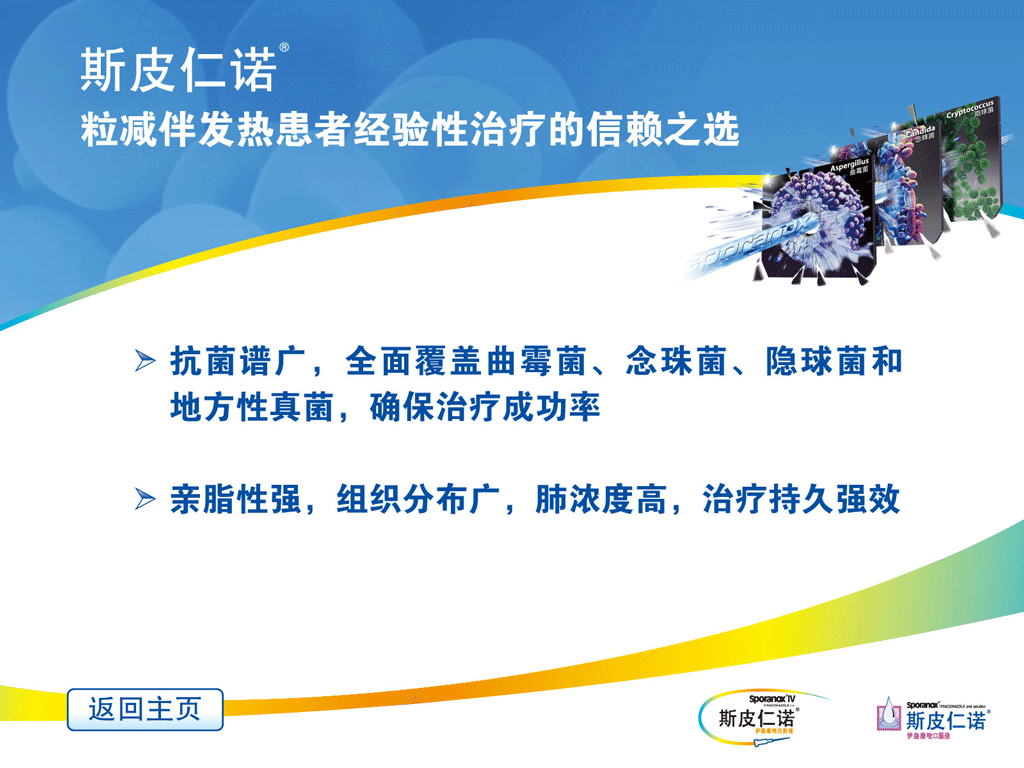 斯皮仁诺®
粒减伴发热患者经验性治疗的信赖之选
Cryptococcus
隐球菌
Candida
念珠菌
Aspergillus
曲霉菌
sporanox
抗菌谱广，全面覆盖曲霉菌、念珠菌、隐球菌和
地方性真菌，确保治疗成功率
亲脂性强，组织分布广，肺浓度高，治疗持久强效
返回主页
Sporanox IV
斯皮仁诺®
伊曲康唑注射液
Sporanox
斯皮仁诺®
伊曲康唑口服液